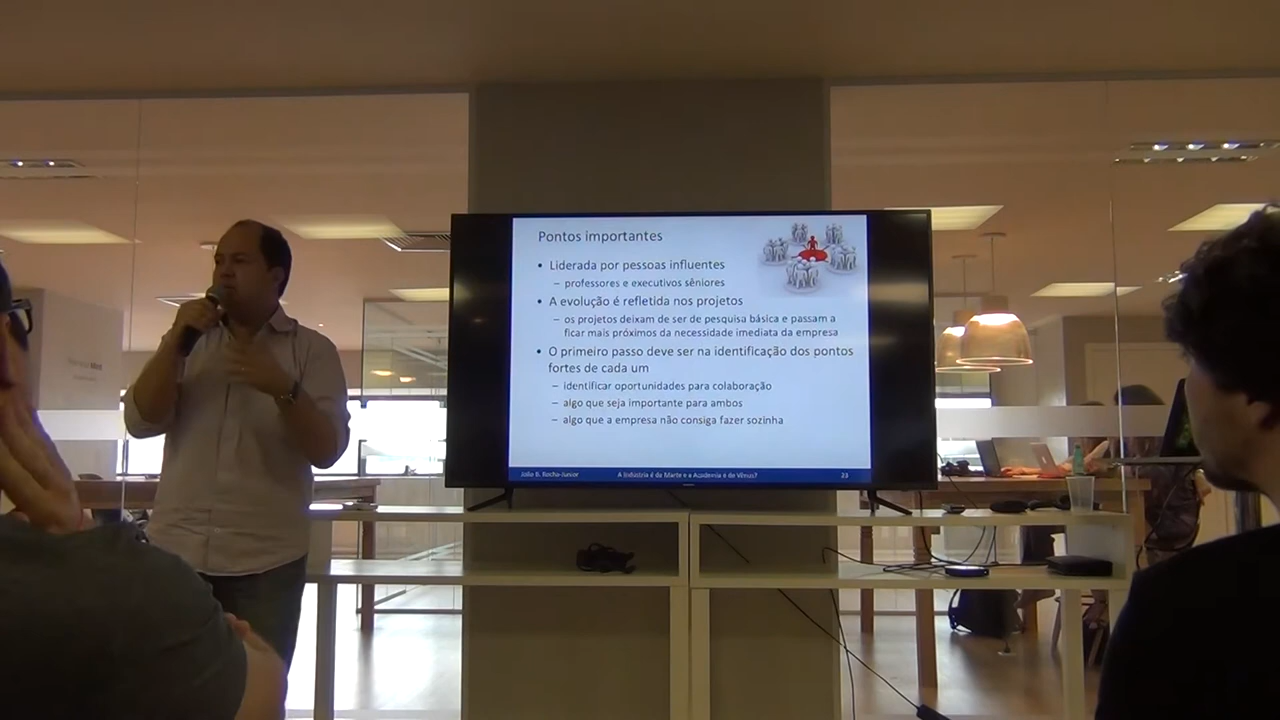 Pontos importantes
• Liderada por pessoas influentes
– professores e executivos sêniores
• A evolução é refletida nos projetos
– os projetos deixam de ser de pesquisa básica e passam a
ficar mais próximos da necessidade imediata da empresa
• O primeiro passo deve ser na identificação dos pontos
fortes de cada um
– identificar oportunidades para colaboração
– algo que seja importante para ambos
– algo que a empresa não consiga fazer sozinha
João B. Rocha-Junior A Indústria é de Marte e a Academia é de Vênus? 23